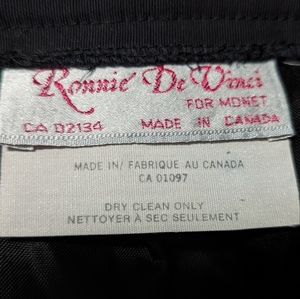 Ronnie De Vinci
FOR MONET
CA 02134 MADE IN CANADA
MADE IN/ FABRIQUE AU CANADA
CA 01097
DRY CLEAN ONLY
NETTOYER À SEC SEULEMENT